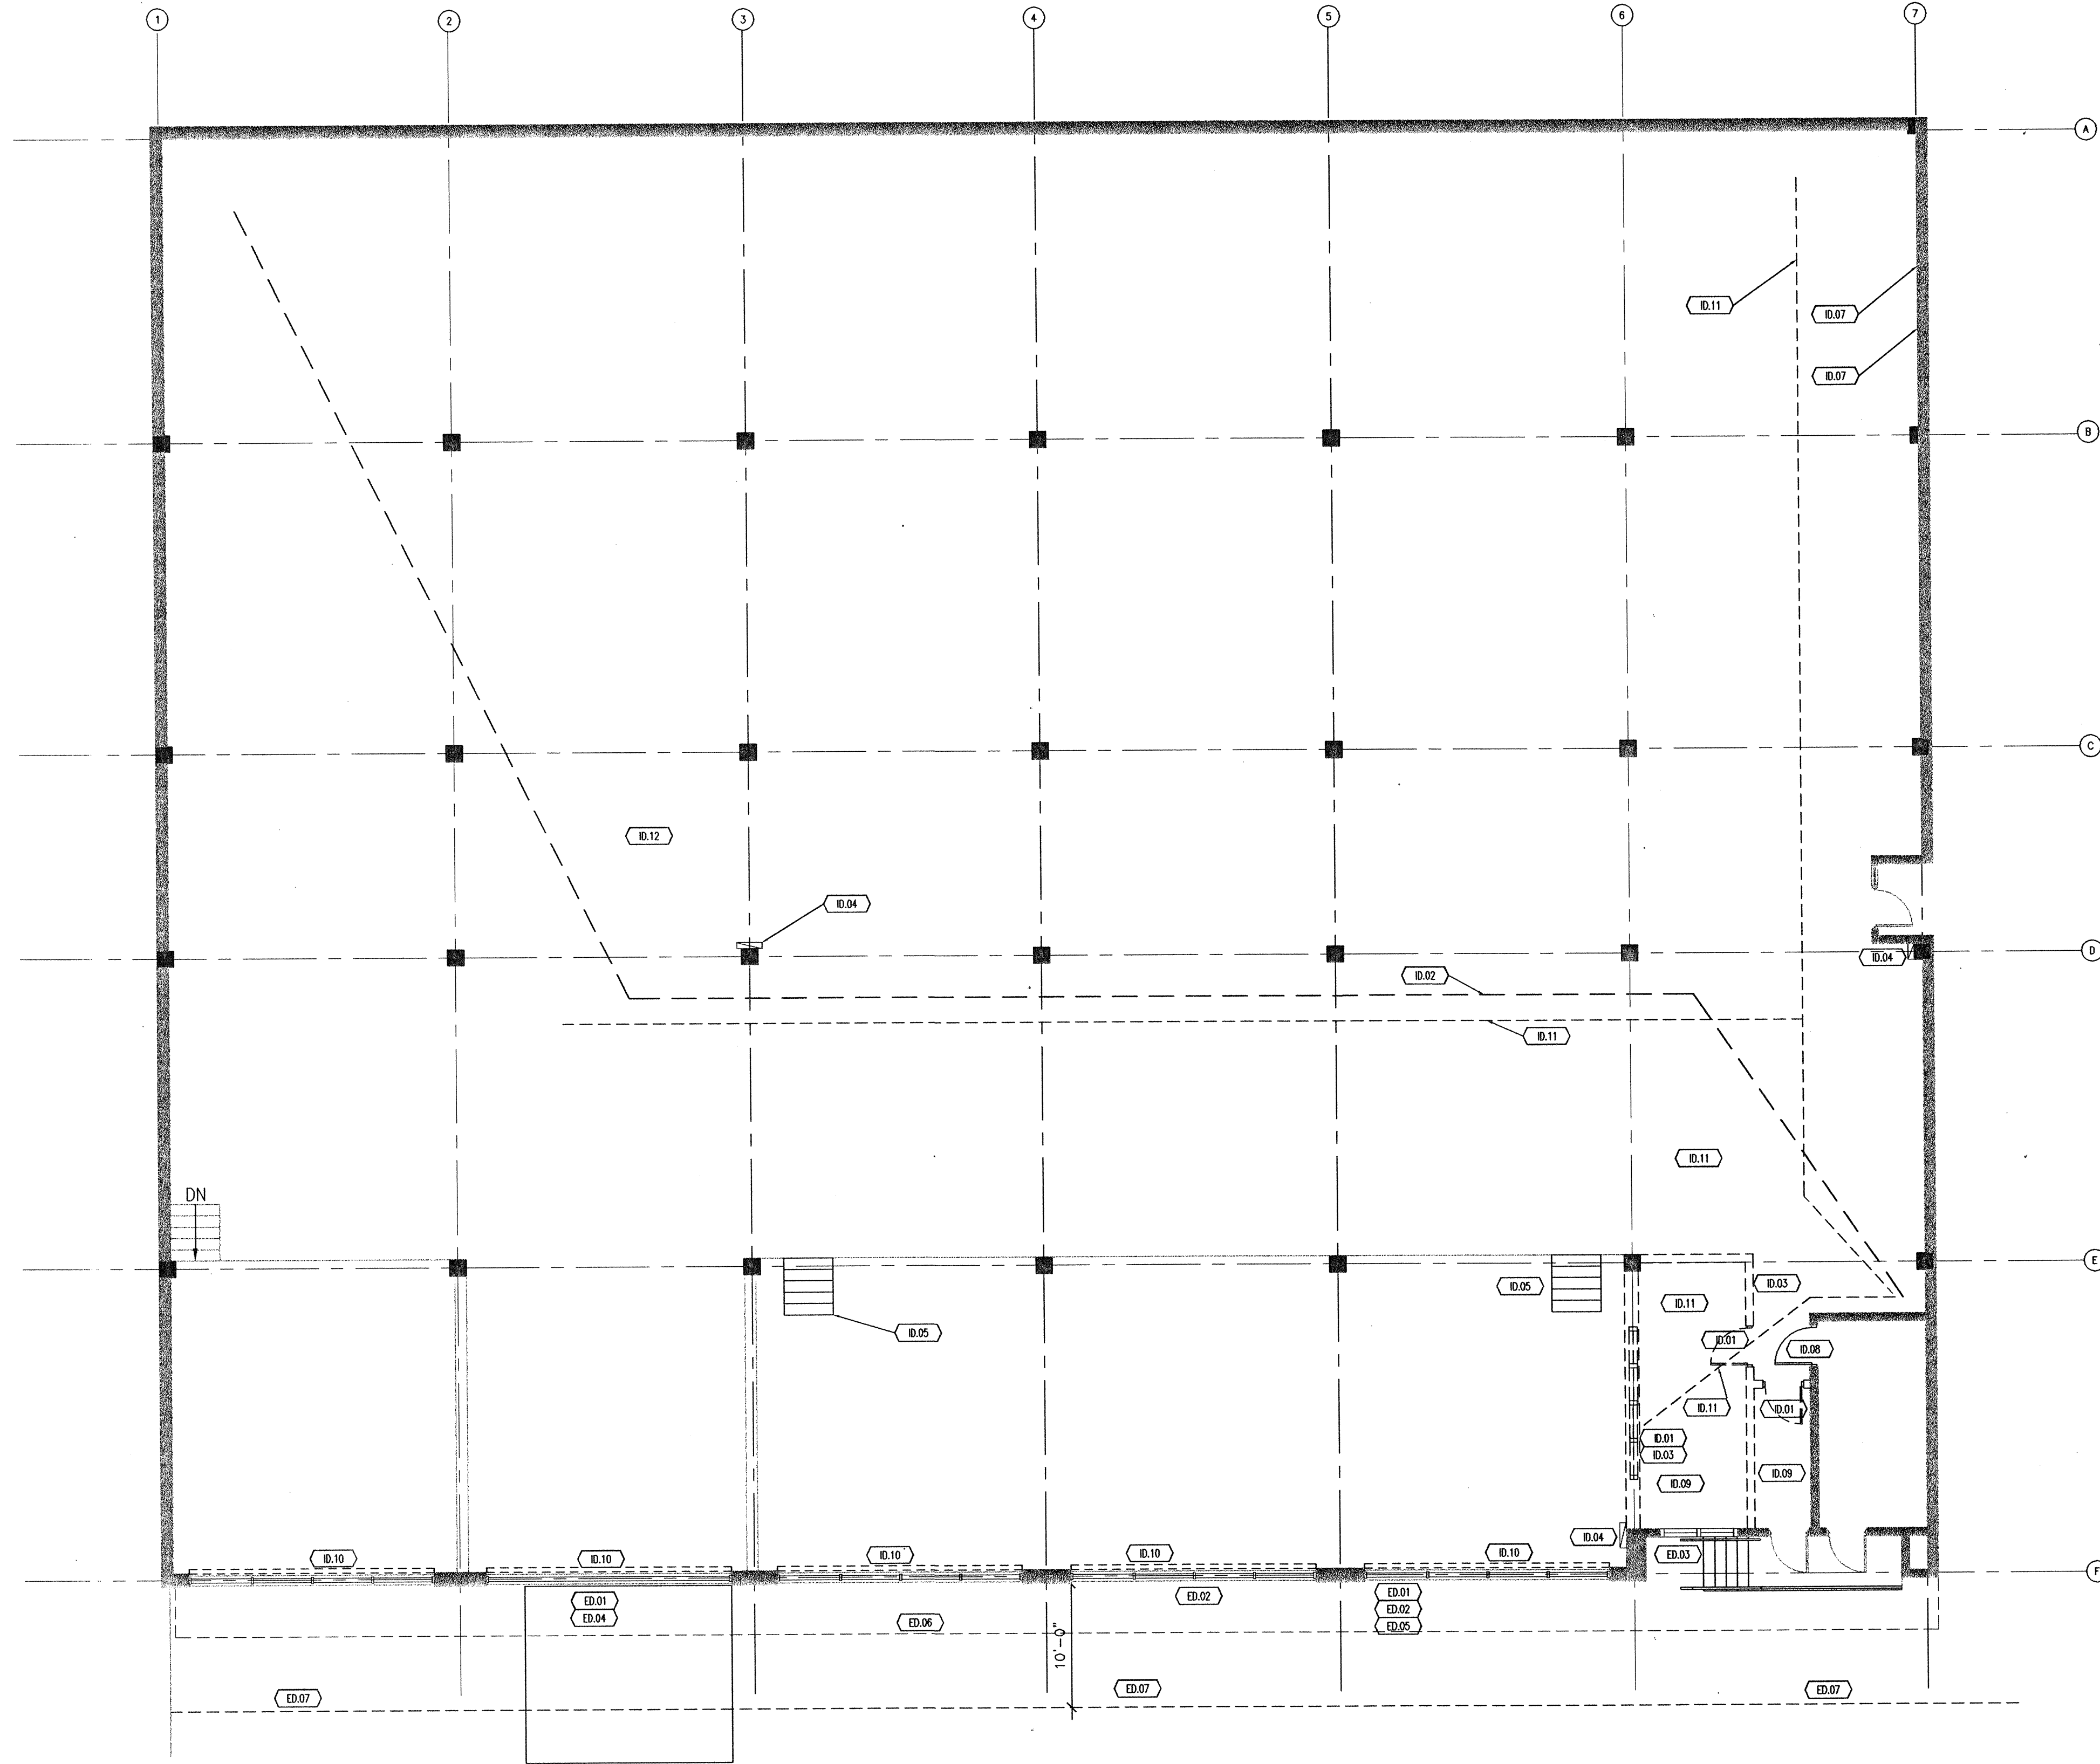 1
2
3
4
5
6
7
A
ID.11
ID.07
ID.07
B
C
ID.12
ID.04
D
ID.04
ID.02
ID.11
ID.11
DN
E
ID.03
ID.05
ID.11
ID.05
ID.01
ID.08
ID.11
ID.01
ID.01
ID.03
ID.09
ID.09
ID.04
ID.10
ID.10
ID.10
ID.10
ID.10
ED.03
F
ED.01
ED.04
ED.06
ED.02
ED.01
ED.02
ED.05
10'-0"
ED.07
ED.07
ED.07